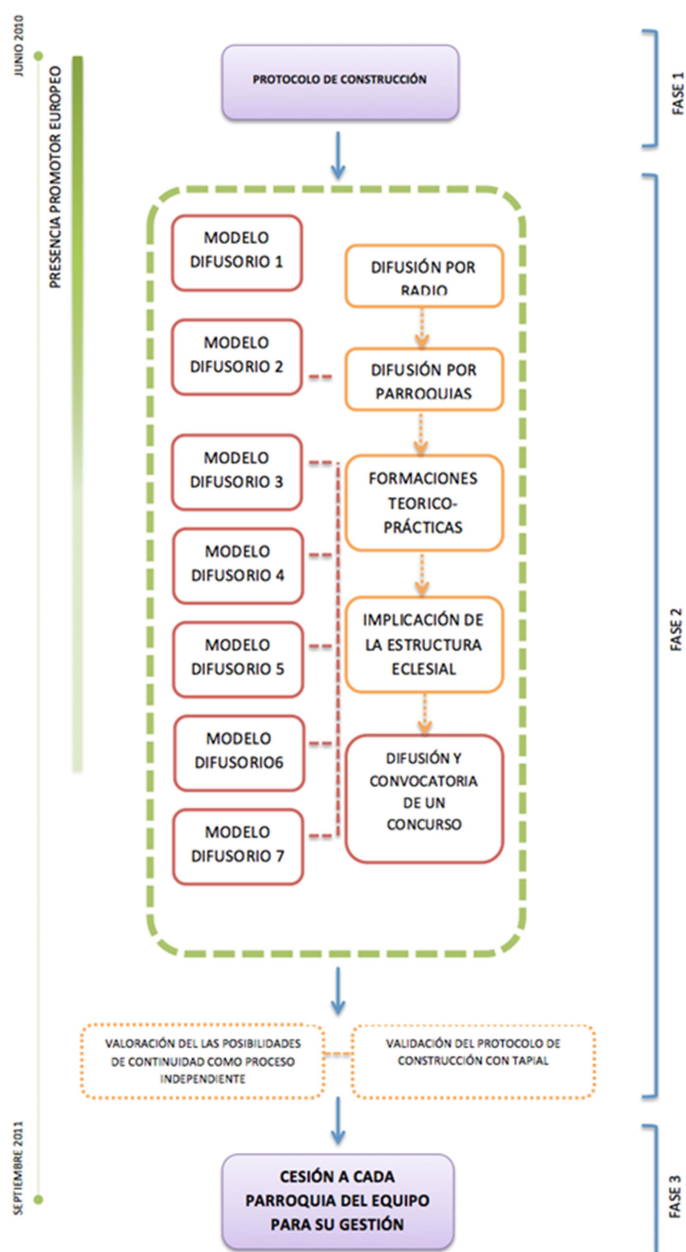 JUNIO 2010
PRESENCIA PROMOTOR EUROPEO
SEPTIEMBRE 2011
PROTOCOLO DE CONSTRUCCIÓN
FASE 1
MODELO
DIFUSORIO 1
MODELO
DIFUSORIO 2
MODELO
DIFUSORIO 3
MODELO
DIFUSORIO 4
MODELO
DIFUSORIO 5
MODELO
DIFUSORIO6
MODELO
DIFUSORIO 7
DIFUSIÓN POR
RADIO
DIFUSIÓN POR
PARROQUIAS
FORMACIONES
TEORICO-
PRÁCTICAS
IMPLICACIÓN DE
LA ESTRUCTURA
ECLESIAL
DIFUSIÓN Y
CONVOCATORIA
DE UN
CONCURSO
FASE 2
VALORACIÓN DEL LAS POSIBILIDADES
DE CONTINUIDAD COMO PROCESO
INDEPENDIENTE
VALIDACIÓN DEL PROTOCOLO DE
CONSTRUCCIÓN CON TAPIAL
CESIÓN A CADA
PARROQUIA DEL EQUIPO
PARA SU GESTIÓN
FASE 3